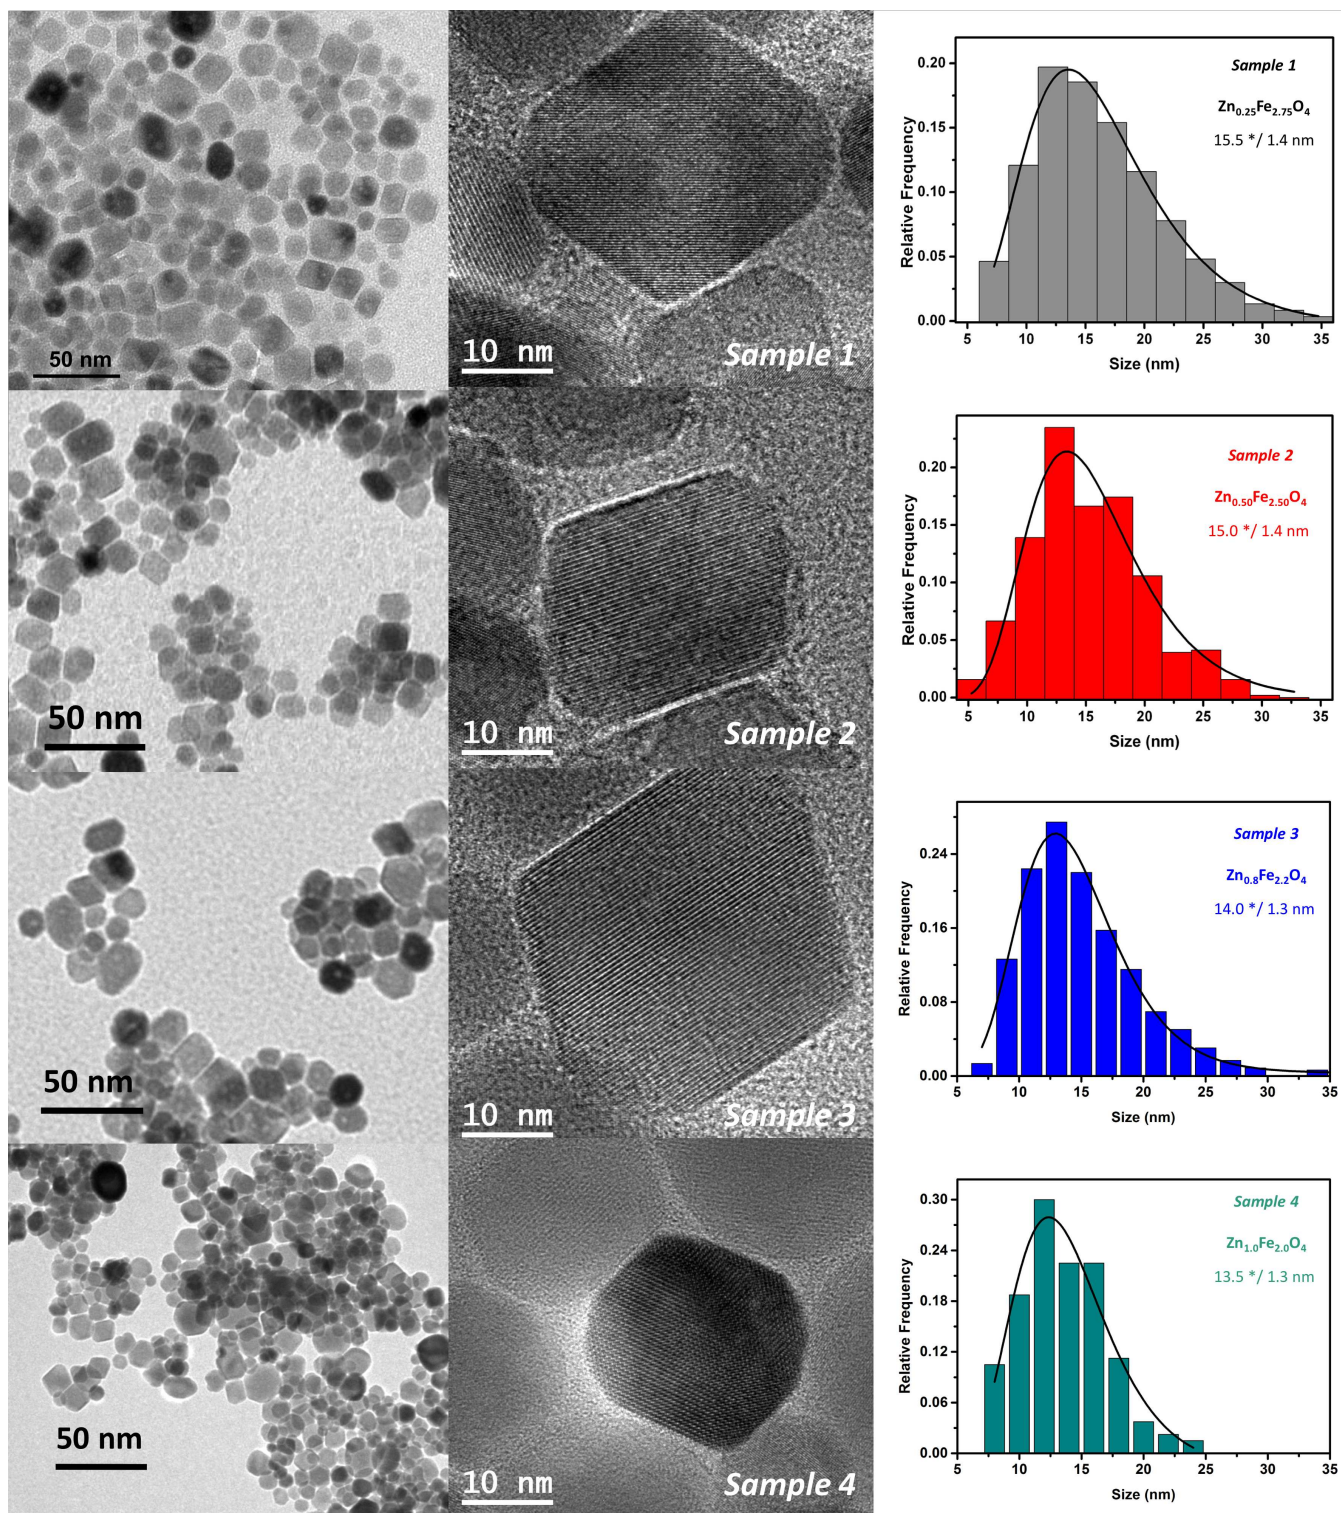 50 nm
10 nm
Sample 1
0.20
0.15
0.10
0.05
0.00
Relative Frequency
Sample 1
Zn0.25Fe2.75O4
15.5 */ 1.4 nm
5 10 15 20 25 30 35
Size (nm)
50 nm
10 nm
Sample 2
0.20
0.15
0.10
0.05
0.00
Relative Frequency
Sample 2
Zn0.50Fe2.50O4
15.0 */ 1.4 nm
5 10 15 20 25 30 35
Size (nm)
50 nm
10 nm
Sample 3
0.24
0.16
0.08
0.00
Relative Frequency
Sample 3
Zn0.8Fe2.2O4
14.0 */ 1.3 nm
5 10 15 20 25 30 35
Size (nm)
50 nm
10 nm
Sample 4
0.30
0.24
0.18
0.12
0.06
0.00
Relative Frequency
Sample 4
Zn1.0Fe2.0O4
13.5 */ 1.3 nm
5 10 15 20 25 30 35
Size (nm)